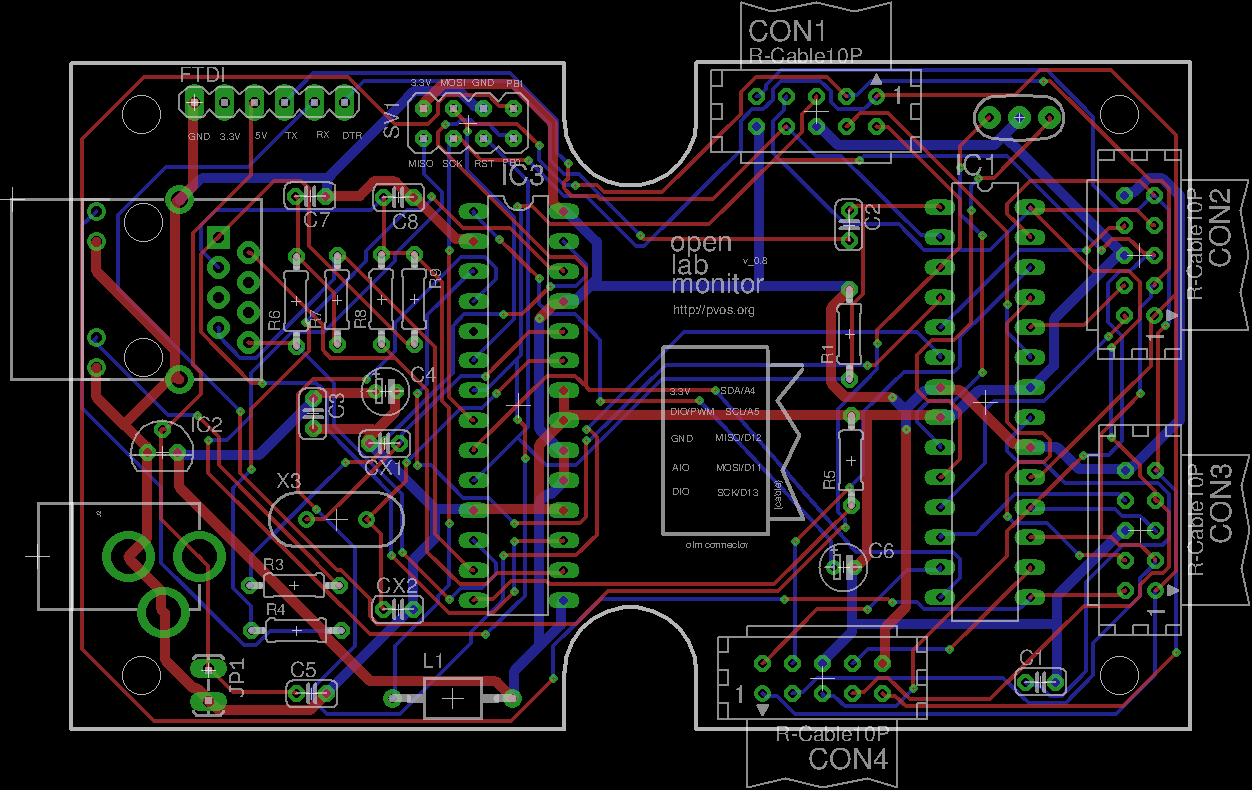 CON1
R-Cable10P
1
FTDI
GND 3.3V 5V TX RX DTR
3.3V MOSI GND PB1
SV1
MISO SCK RST
IC3
IC1
C7
C8
C2
CON2
R-Cable10P
1
open
lab
monitor
v_0.8
http://pvos.org
R6
R7
R8
R9
R1
C4
C3
IC2
CX1
X3
3.3V SDA/A4
DIO/PWM SCL/A5
GND MISO/D12
AIO MOSI/D11
DIO SCK/D13
(cable)
olm connector
R5
C6
CON3
R-Cable10P
1
J2
R3
R4
CX2
JP1
C5
L1
C1
1
R-Cable10P
CON4